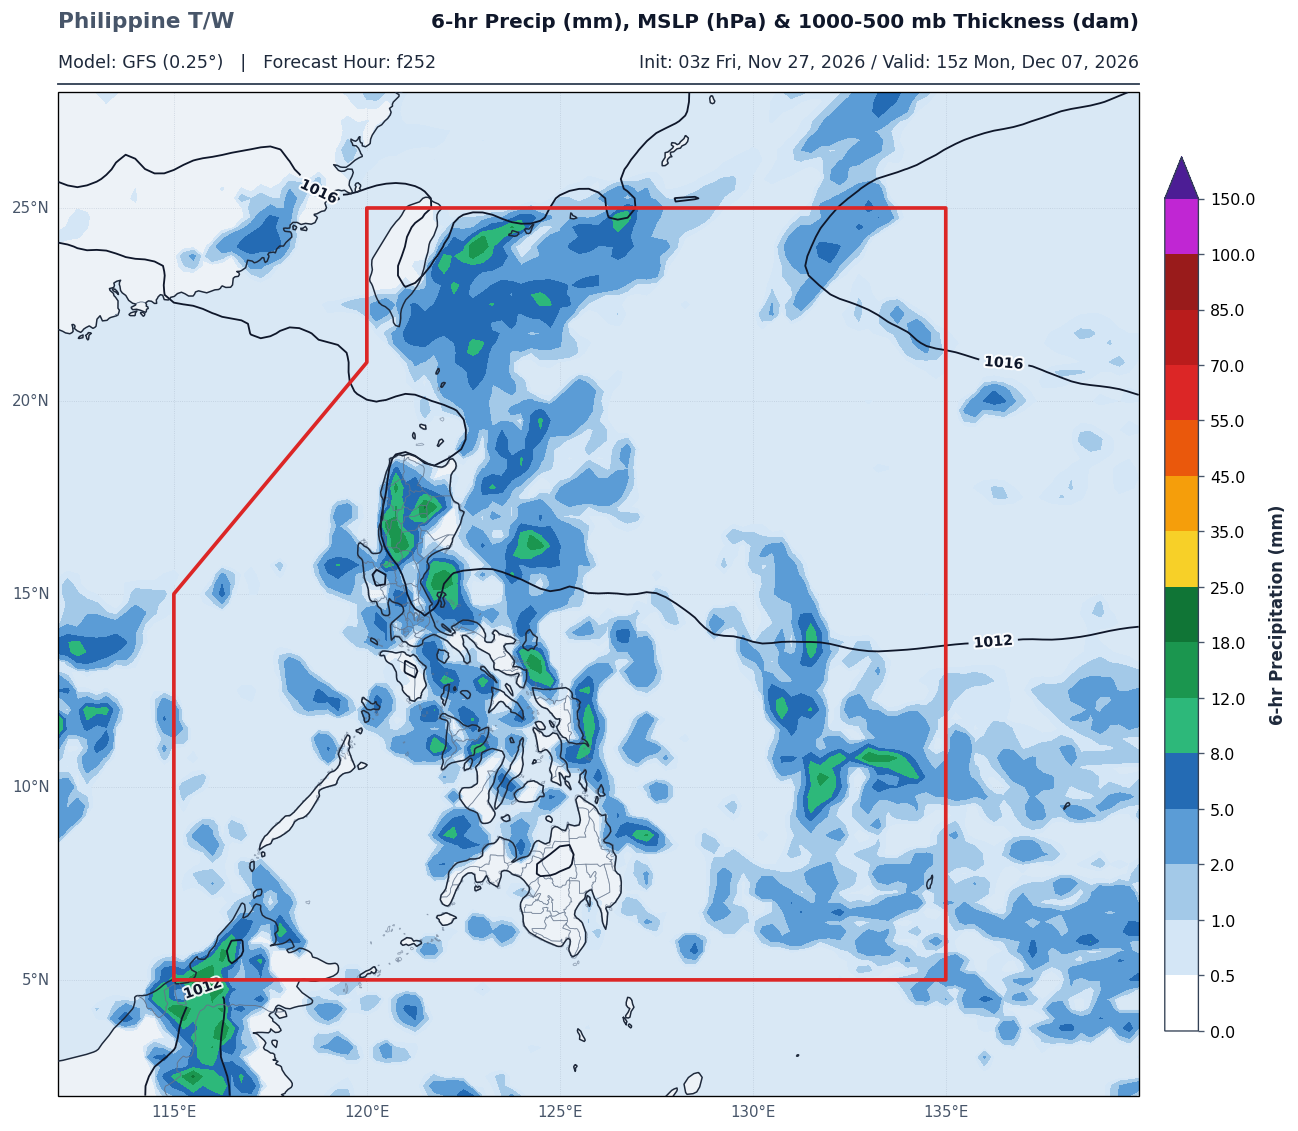 Philippine T/W
6-hr Precip (mm), MSLP (hPa) & 1000-500 mb Thickness (dam)
Model: GFS (0.25°) | Forecast Hour: f252
Init: 03z Fri, Nov 27, 2026 / Valid: 15z Mon, Dec 07, 2026
1016
1016
1012
1012
25°N
20°N
15°N
10°N
5°N
115°E
120°E
125°E
130°E
135°E
150.0
100.0
85.0
70.0
55.0
45.0
35.0
25.0
18.0
12.0
8.0
5.0
2.0
1.0
0.5
0.0
6-hr Precipitation (mm)